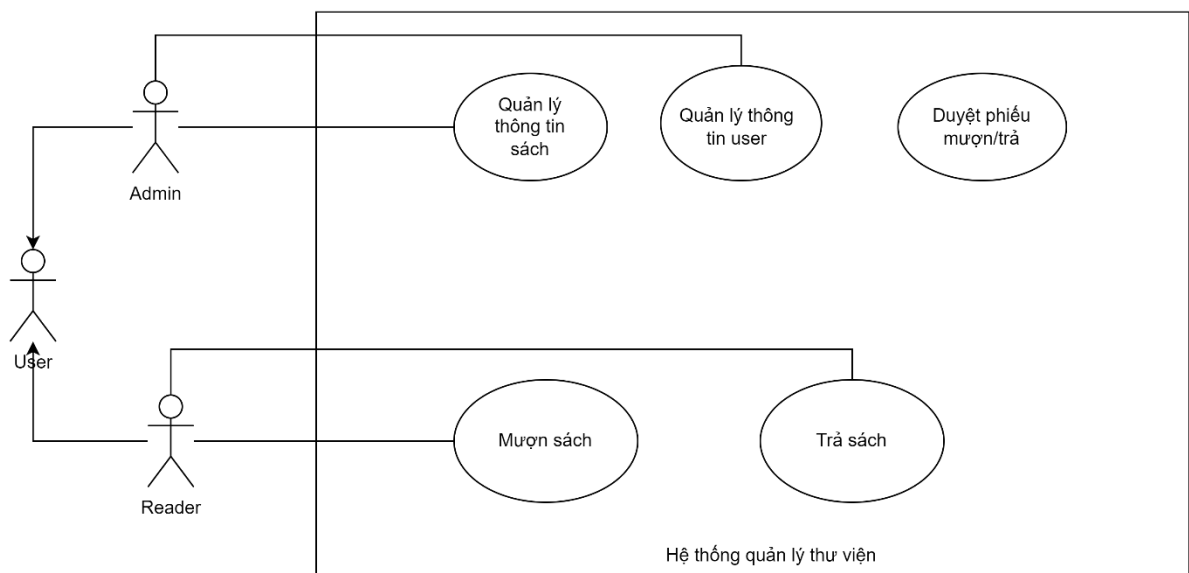 Quản lý
thông tin
sách
Quản lý thông
tin user
Duyệt phiếu
mượn/trả
Admin
User
Mượn sách
Trả sách
Reader
Hệ thống quản lý thư viện